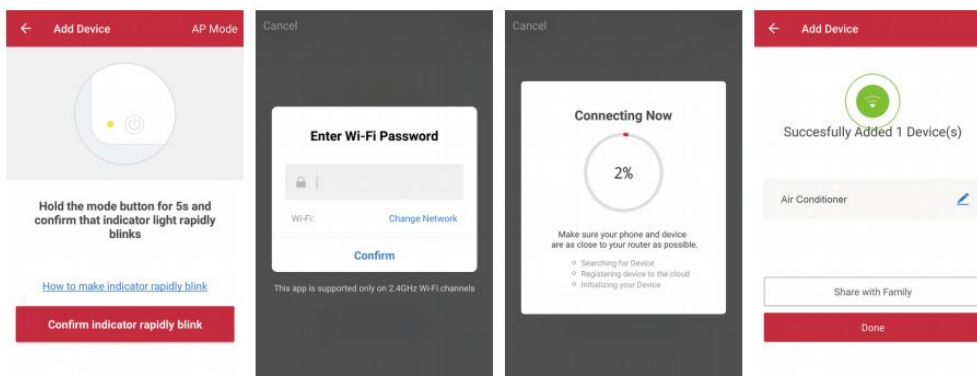 Add Device
AP Mode
Hold the mode button for 5s and
confirm that indicator light rapidly
blinks
How to make indicator rapidly blink
Confirm indicator rapidly blink
Cancel
Enter Wi-Fi Password
Wi-Fi:
Change Network
Confirm
This app is supported only on 2.4GHz Wi-Fi channels
Cancel
Connecting Now
2%
Make sure your phone and device
are as close to your router as possible.
Searching for Device
Registering device to the cloud
Initializing your Device
Add Device
Succesfully Added 1 Device(s)
Air Conditioner
Share with Family
Done